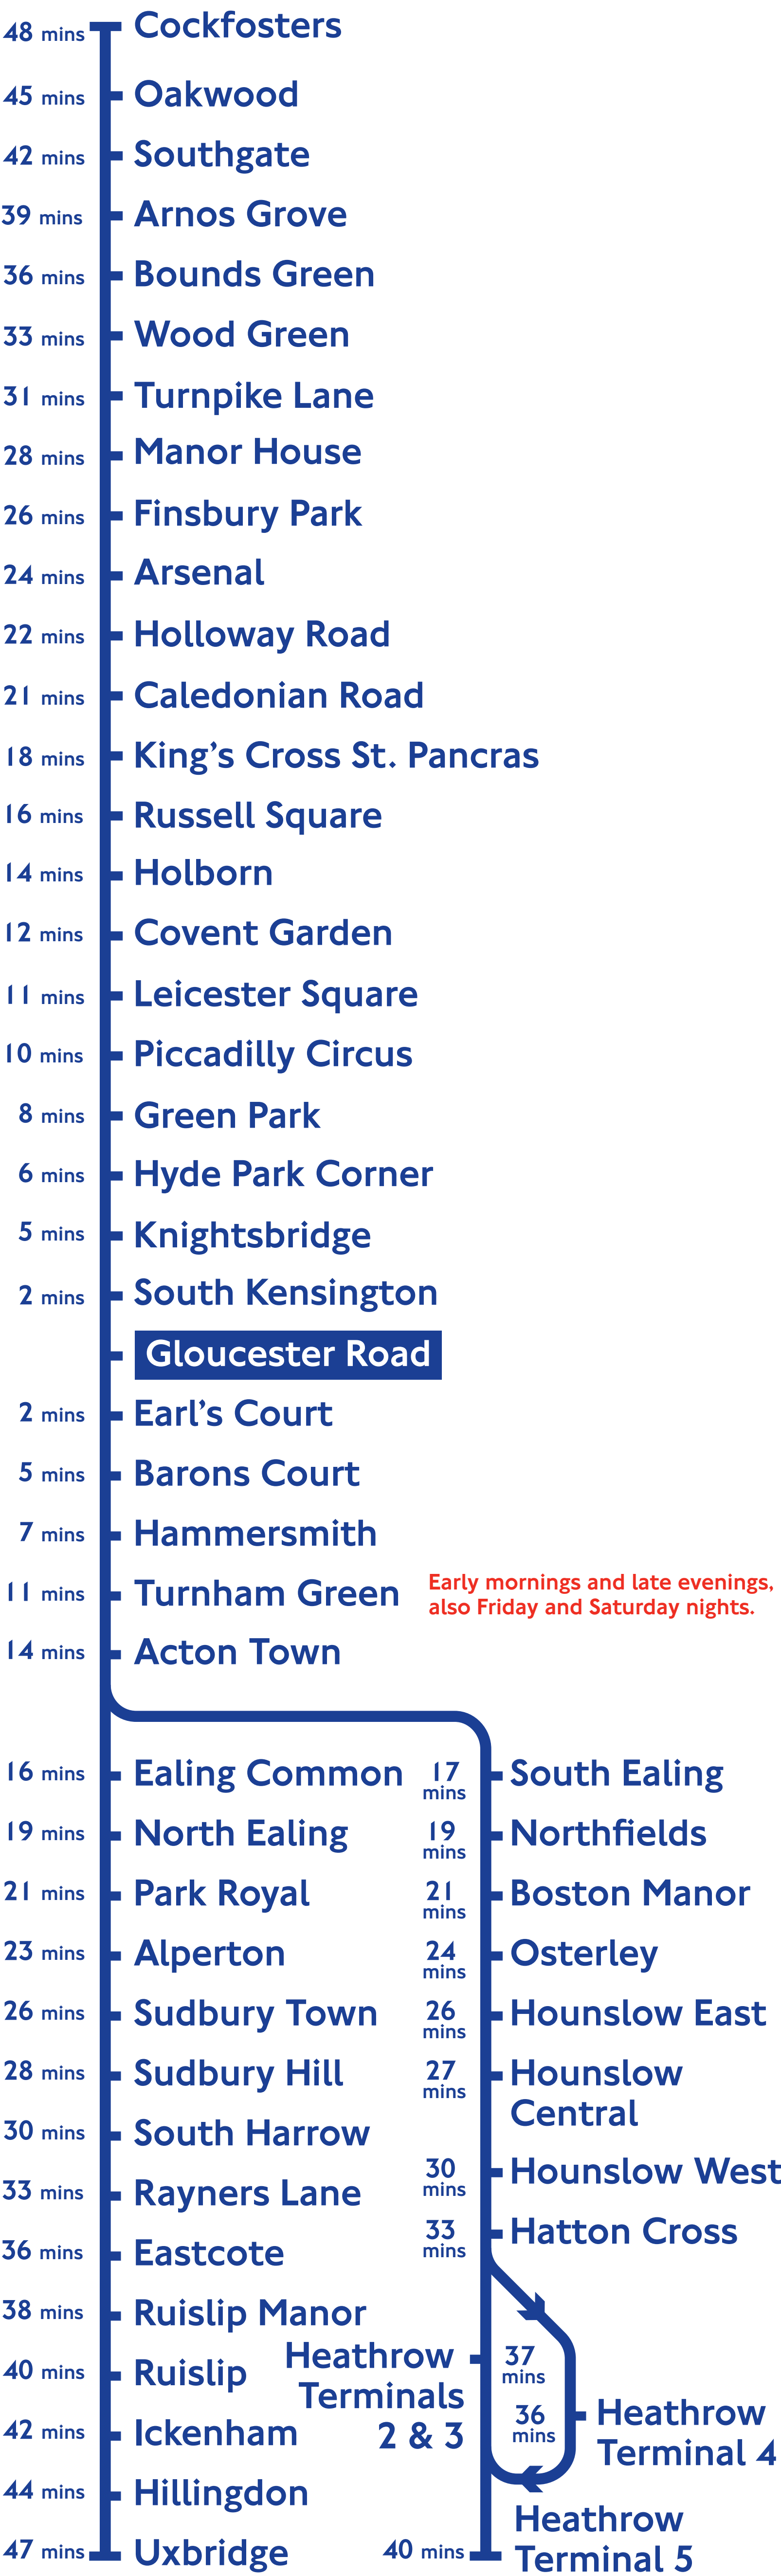 48 mins Cockfosters
45 mins Oakwood
42 mins Southgate
39 mins Arnos Grove
36 mins Bounds Green
33 mins Wood Green
31 mins Turnpike Lane
28 mins Manor House
26 mins Finsbury Park
24 mins Arsenal
22 mins Holloway Road
21 mins Caledonian Road
18 mins King’s Cross St. Pancras
16 mins Russell Square
14 mins Holborn
12 mins Covent Garden
11 mins Leicester Square
10 mins Piccadilly Circus
8 mins Green Park
6 mins Hyde Park Corner
5 mins Knightsbridge
2 mins South Kensington
Gloucester Road
2 mins Earl’s Court
5 mins Barons Court
7 mins Hammersmith
11 mins Turnham Green
Early mornings and late evenings,
also Friday and Saturday nights.
14 mins Acton Town
16 mins Ealing Common
19 mins North Ealing
21 mins Park Royal
23 mins Alperton
26 mins Sudbury Town
28 mins Sudbury Hill
30 mins South Harrow
33 mins Rayners Lane
36 mins Eastcote
38 mins Ruislip Manor
40 mins Ruislip
42 mins Ickenham
44 mins Hillingdon
47 mins Uxbridge
17 South Ealing
mins
19 Northfields
mins
21 Boston Manor
mins
24 Osterley
mins
26 Hounslow East
mins
27 Hounslow
mins Central
30 Hounslow West
mins
33 Hatton Cross
mins
Heathrow 37
Terminals mins
2 & 3
36 Heathrow
mins Terminal 4
40 mins Heathrow
Terminal 5